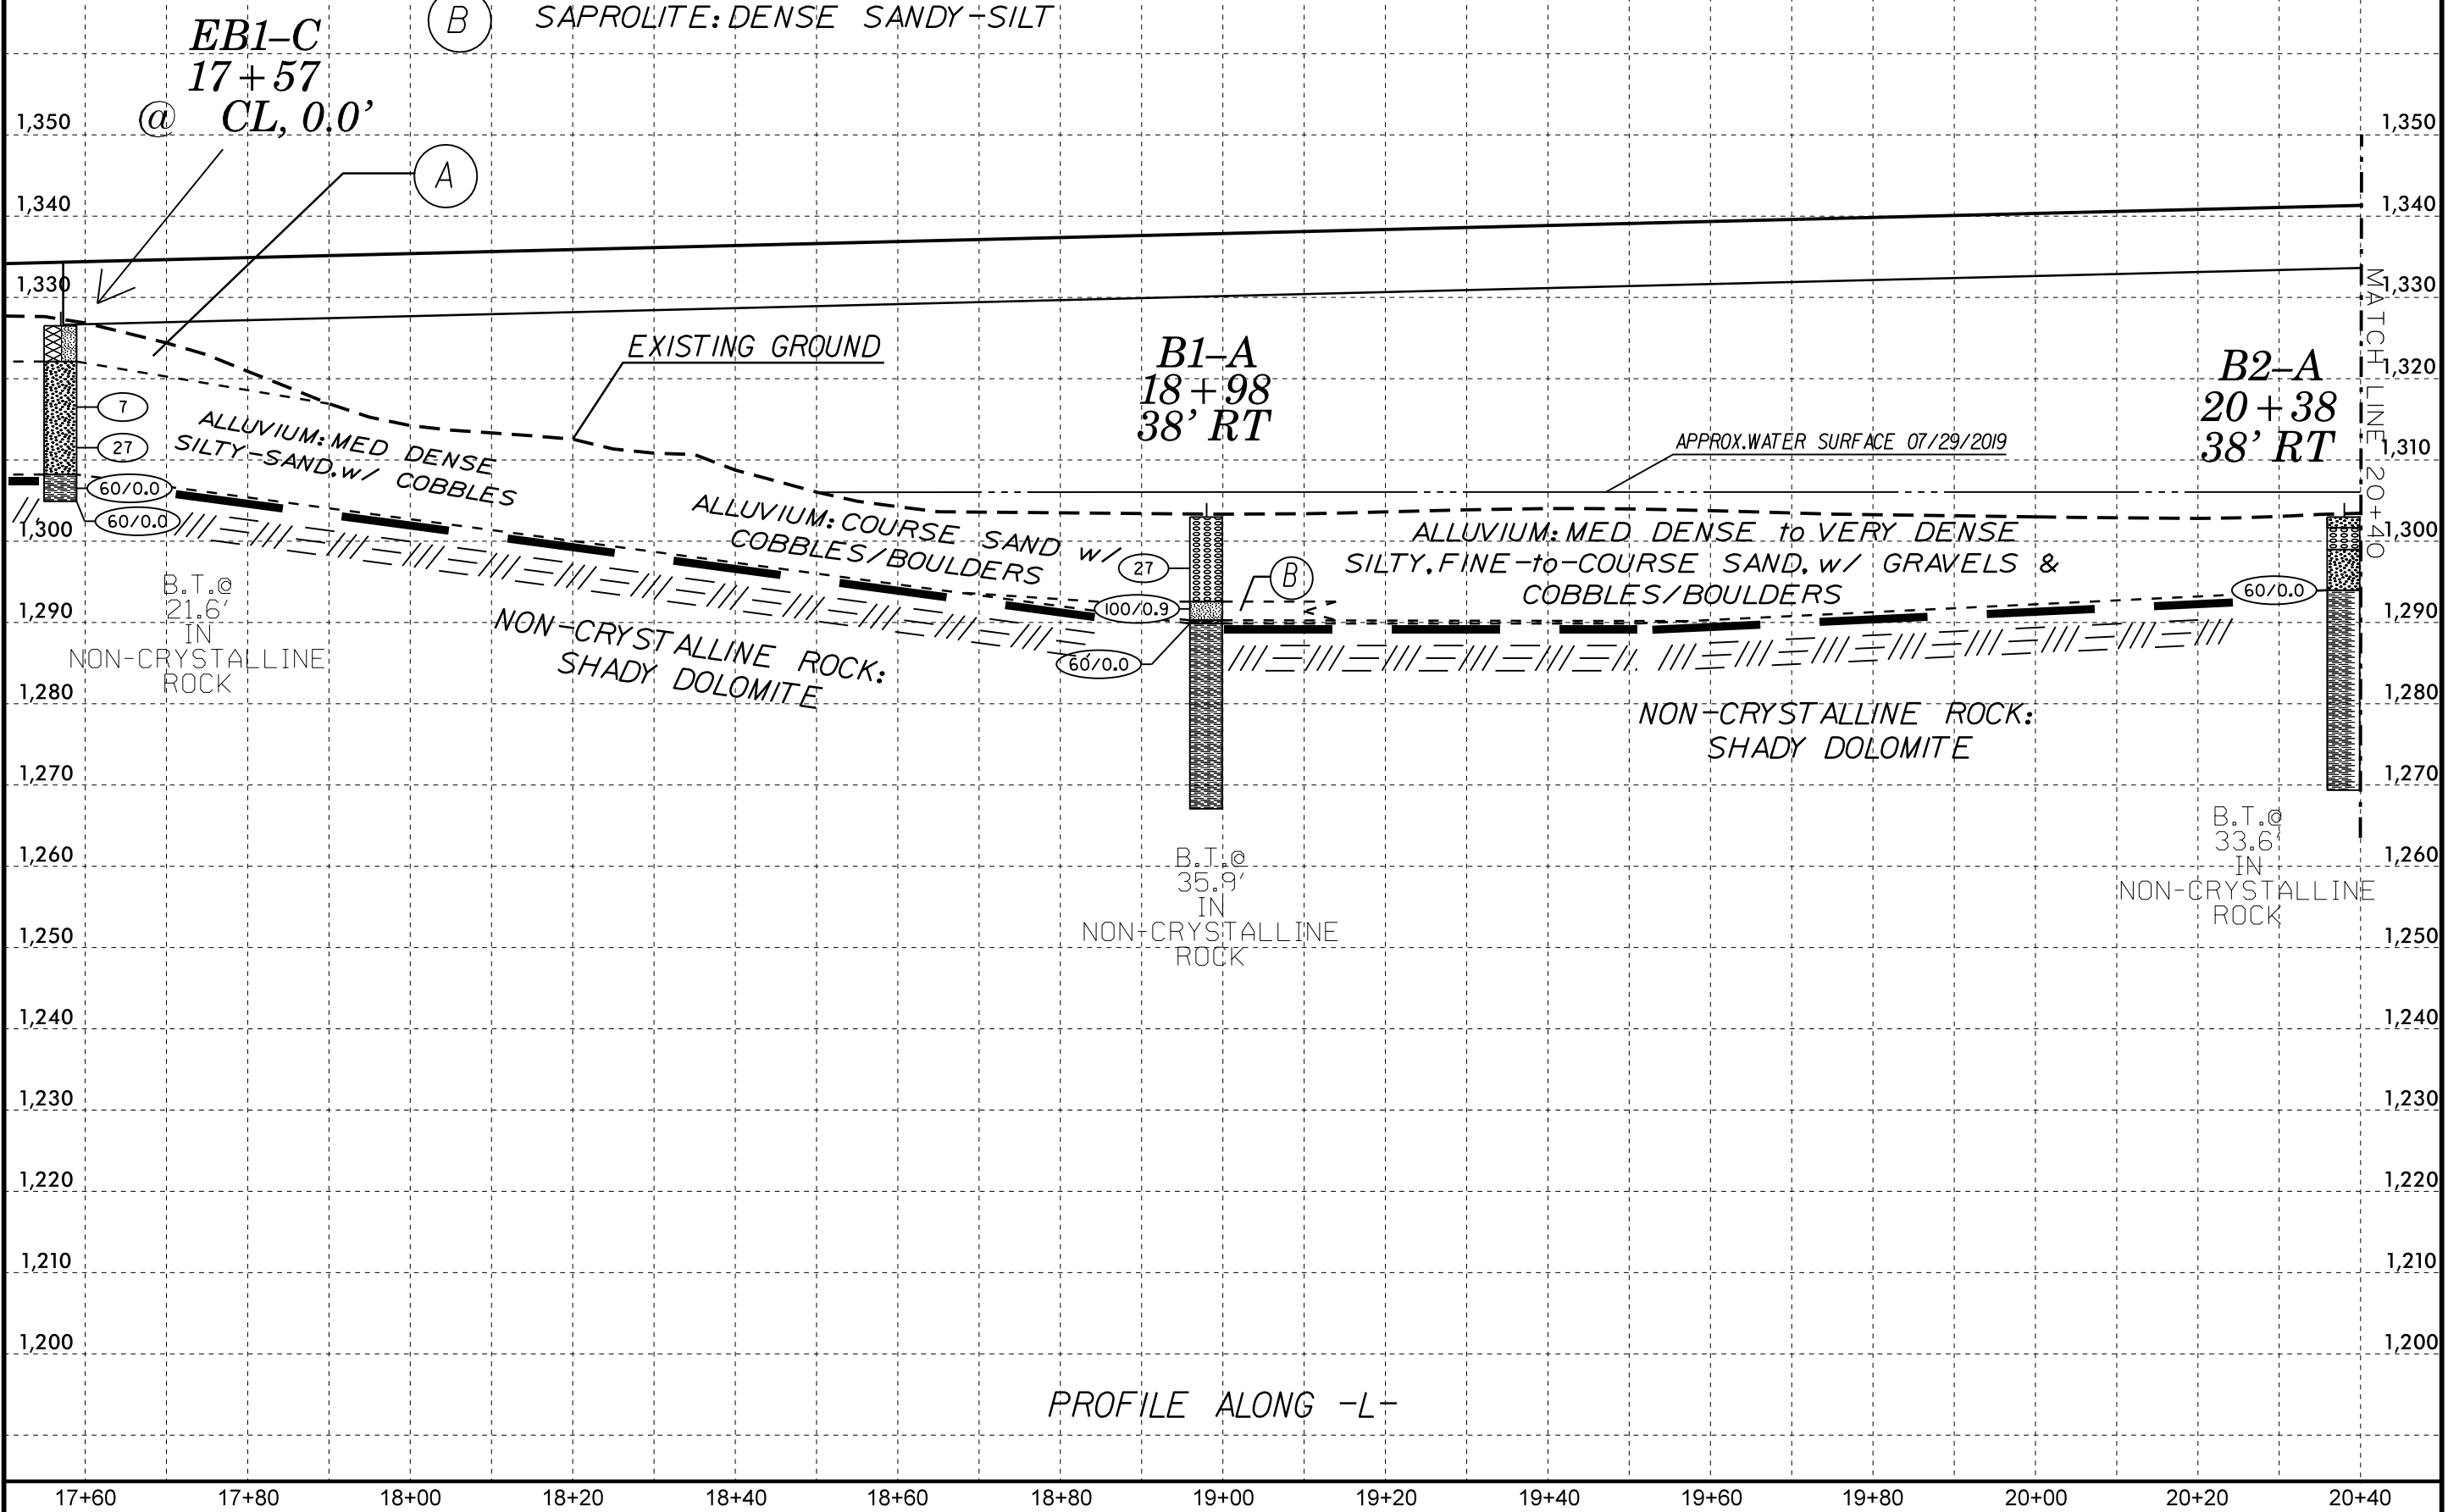 B SAPROLITE: DENSE SANDY-SILT
EB1-C
17+57
@ CL, 0.0'
1,350 1,350
A
1,340 1,340
1,330 1,330
MATCH LINE 20+40
EXISTING GROUND
B1-A
18+98
38' RT
B2-A
20+38
38' RT
1,320 1,320
7
27
60/0.0
60/0.0
ALLUVIUM: MED DENSE
SILTY-SAND, w/ COBBLES
APPROX. WATER SURFACE 07/29/2019
1,310 1,310
ALLUVIUM: COURSE SAND w/
COBBLES/BOULDERS
ALLUVIUM: MED DENSE to VERY DENSE
SILTY, FINE-to-COURSE SAND, w/ GRAVELS &
COBBLES/BOULDERS
1,300 1,300
27
B
100/0.9
60/0.0
60/0.0
B.T.@
21.6'
IN
NON-CRYSTALLINE
ROCK
1,290 1,290
NON-CRYSTALLINE ROCK:
SHADY DOLOMITE
1,280 1,280
NON-CRYSTALLINE ROCK:
SHADY DOLOMITE
1,270 1,270
B.T.@
35.9'
IN
NON-CRYSTALLINE
ROCK
B.T.@
33.6'
IN
NON-CRYSTALLINE
ROCK
1,260 1,260
1,250 1,250
1,240 1,240
1,230 1,230
1,220 1,220
1,210 1,210
1,200 1,200
PROFILE ALONG -L-
17+60 17+80 18+00 18+20 18+40 18+60 18+80 19+00 19+20 19+40 19+60 19+80 20+00 20+20 20+40